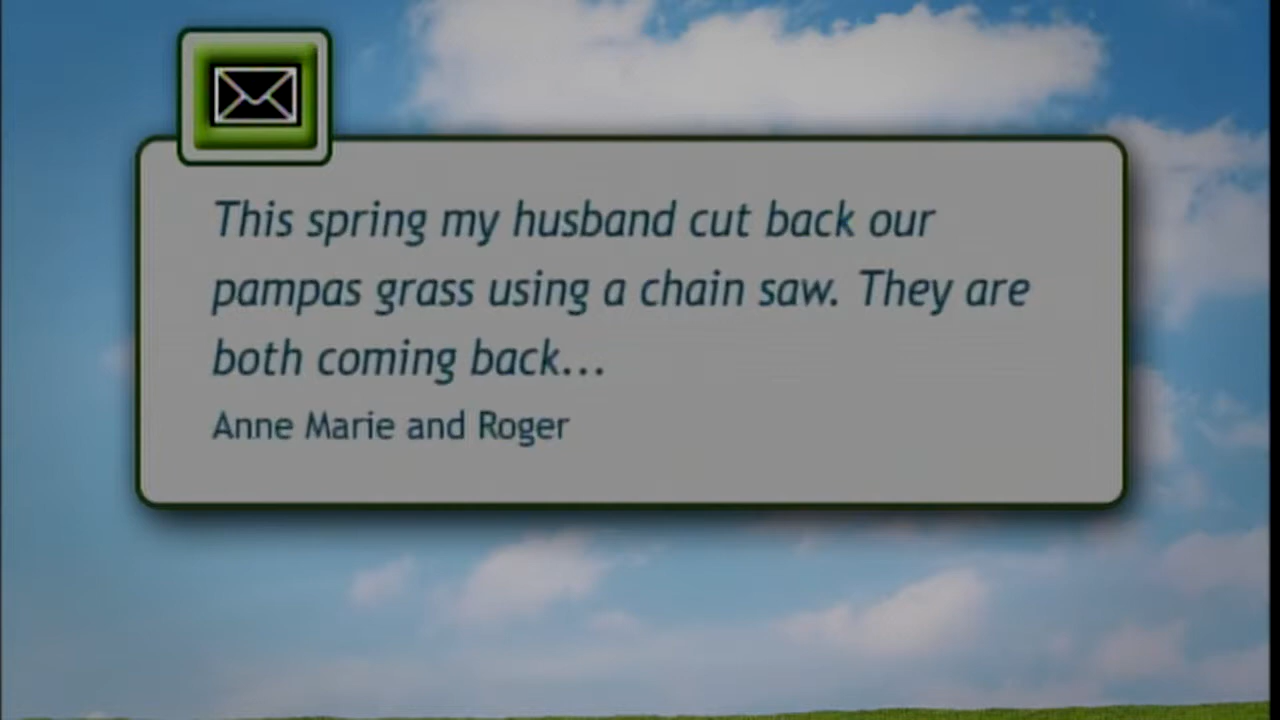 This spring my husband cut back our
pampas grass using a chain saw. They are
both coming back...
Anne Marie and Roger